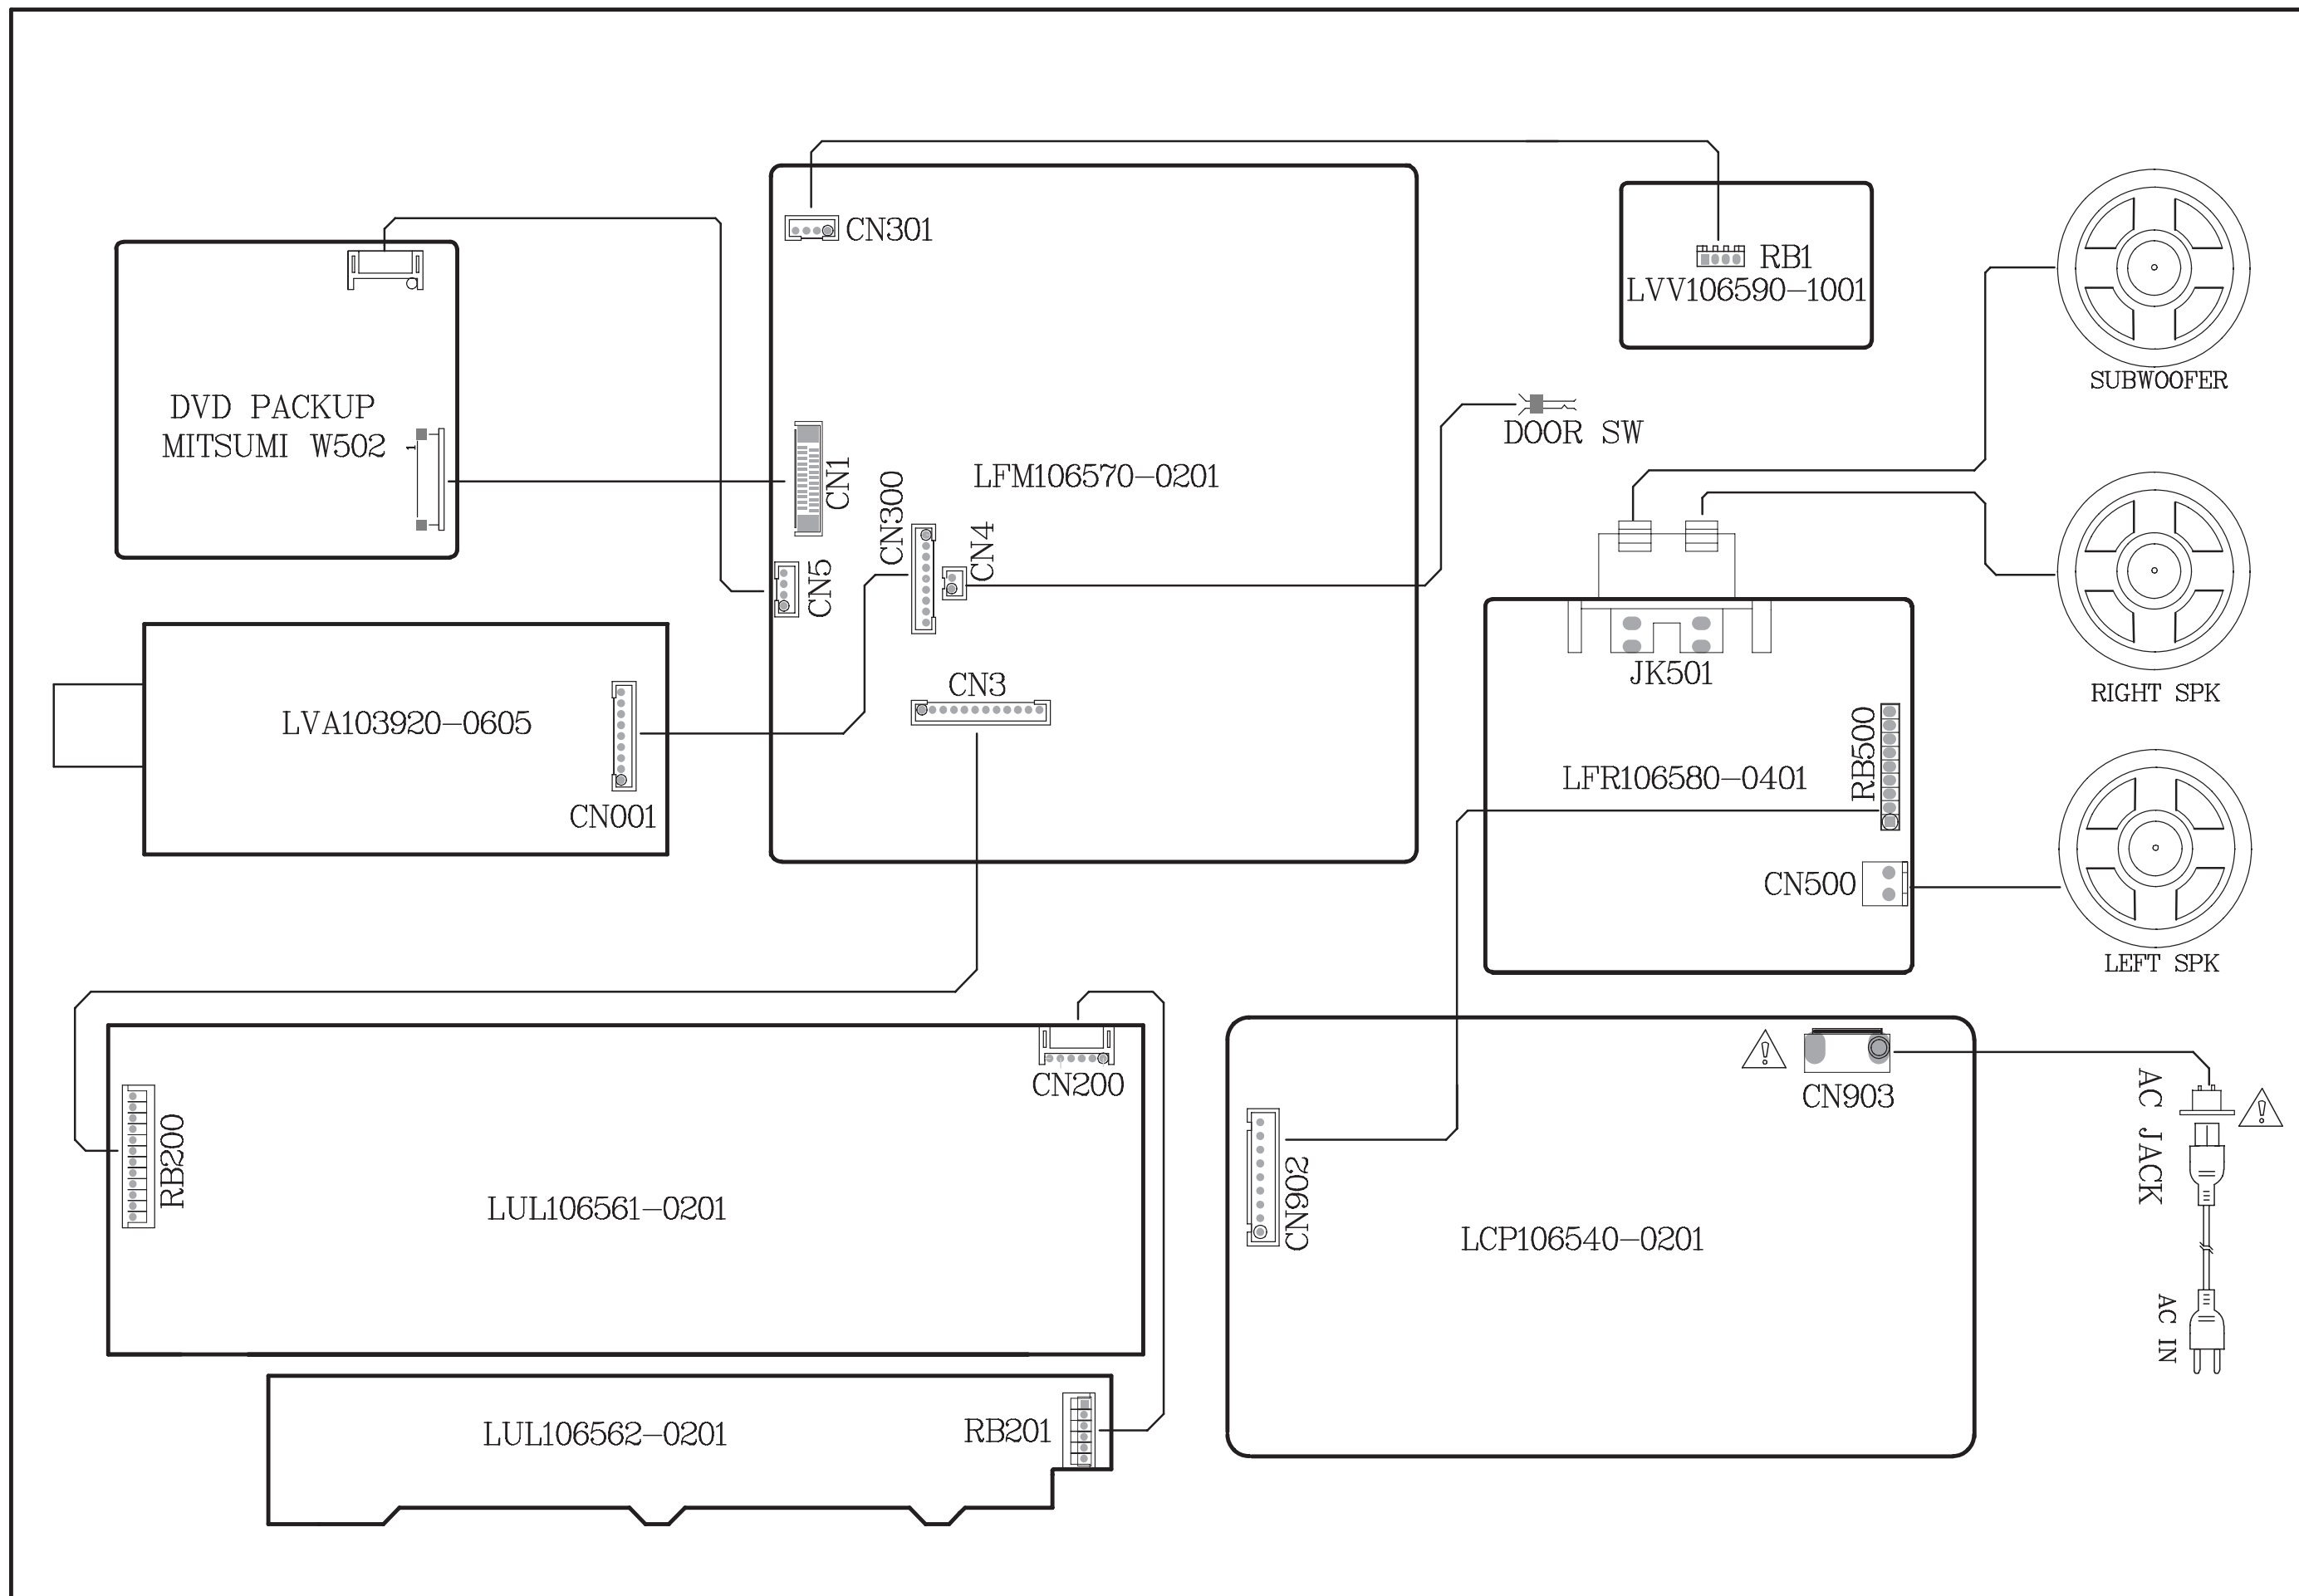 CN301
RB1
LVV106590-1001
SUBWOOFER
DVD PACKUP
MITSUMI W502
1
CN1
LFM106570-0201
DOOR SW
CN300
CN4
CN5
JK501
RIGHT SPK
CN3
LVA103920-0605
CN001
LFR106580-0401
RB500
CN500
LEFT SPK
CN200
RB200
LUL106561-0201
CN903
AC JACK
CN902
LCP106540-0201
AC IN
LUL106562-0201
RB201